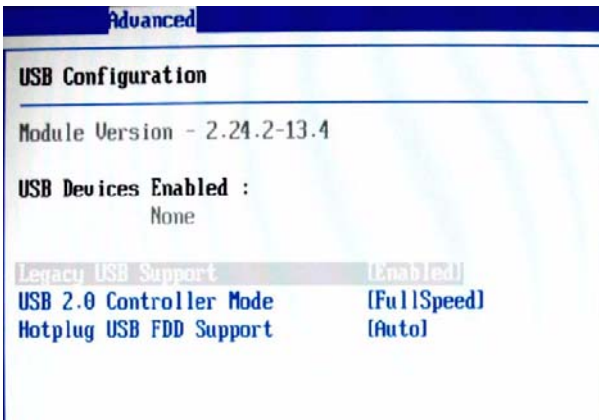 Advanced
USB Configuration
Module Version - 2.24.2-13.4
USB Devices Enabled :
None
Legacy USB Support [Enabled]
USB 2.0 Controller Mode [FullSpeed]
Hotplug USB FDD Support [Auto]